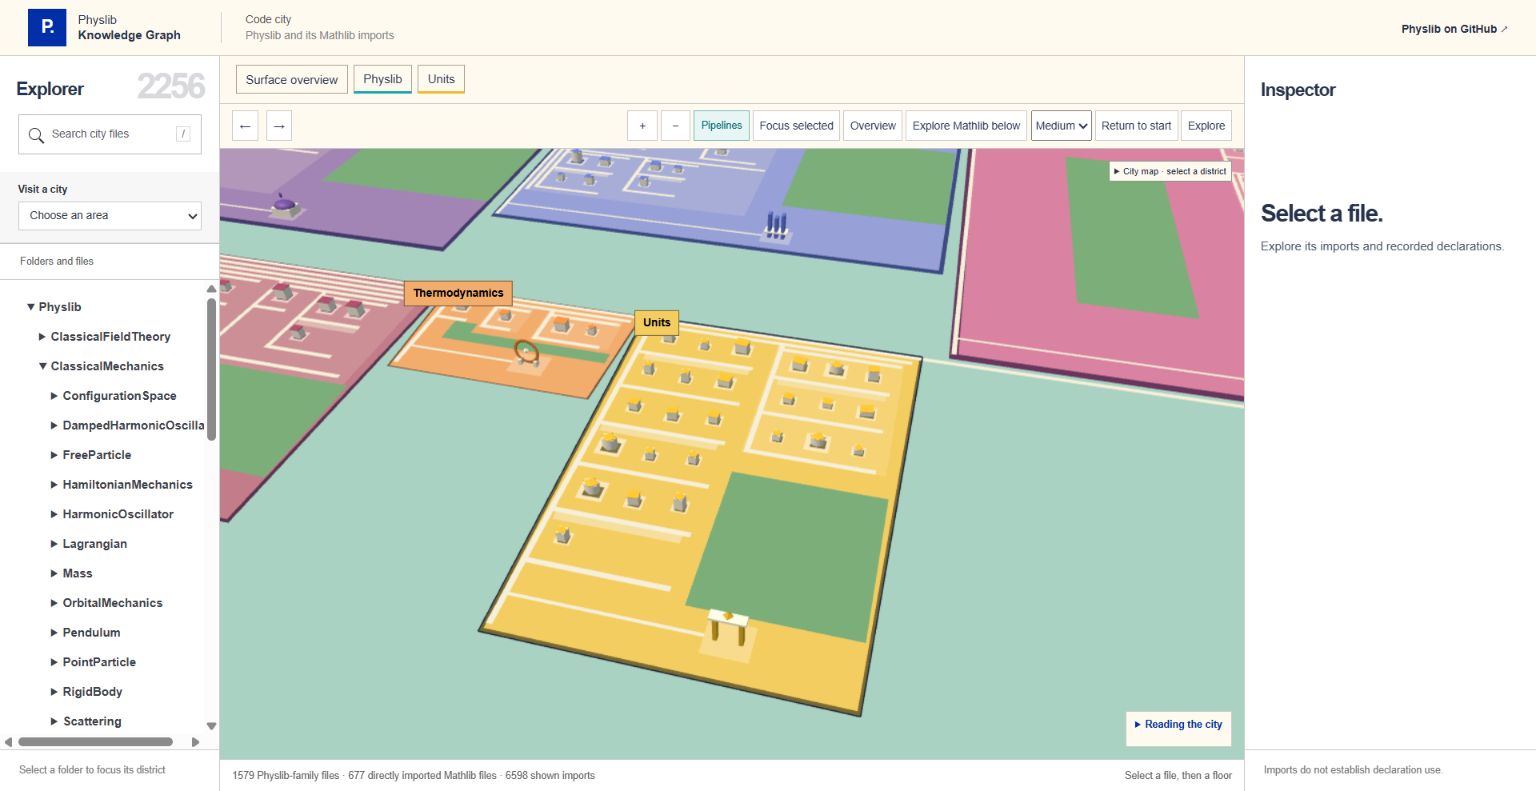 P.
Physlib
Knowledge Graph
Code city
Physlib and its Mathlib imports
Physlib on GitHub ↗
Explorer
2256
Search city files
/
Visit a city
Choose an area
Folders and files
▼ Physlib
▶ ClassicalFieldTheory
▼ ClassicalMechanics
▶ ConfigurationSpace
▶ DampedHarmonicOscilla
▶ FreeParticle
▶ HamiltonianMechanics
▶ HarmonicOscillator
▶ Lagrangian
▶ Mass
▶ OrbitalMechanics
▶ Pendulum
▶ PointParticle
▶ RigidBody
▶ Scattering
Select a folder to focus its district
Surface overview
Physlib
Units
← → + − Pipelines Focus selected Overview Explore Mathlib below Medium Return to start Explore
▶ City map · select a district
Thermodynamics
Units
▶ Reading the city
1579 Physlib-family files · 677 directly imported Mathlib files · 6598 shown imports
Select a file, then a floor
Inspector
Select a file.
Explore its imports and recorded declarations.
Imports do not establish declaration use.